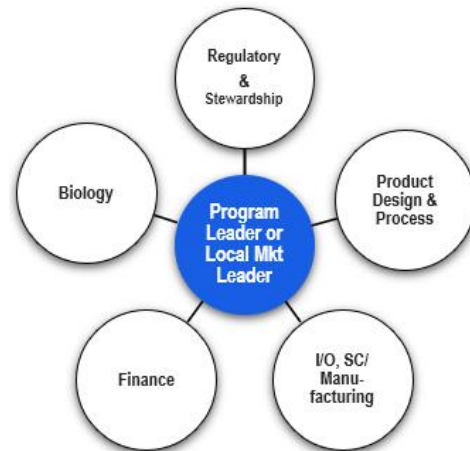 Regulatory
&
Stewardship
Biology
Program
Leader or
Local Mkt
Leader
Product
Design &
Process
Finance
I/O, SC/
Manu-
facturing